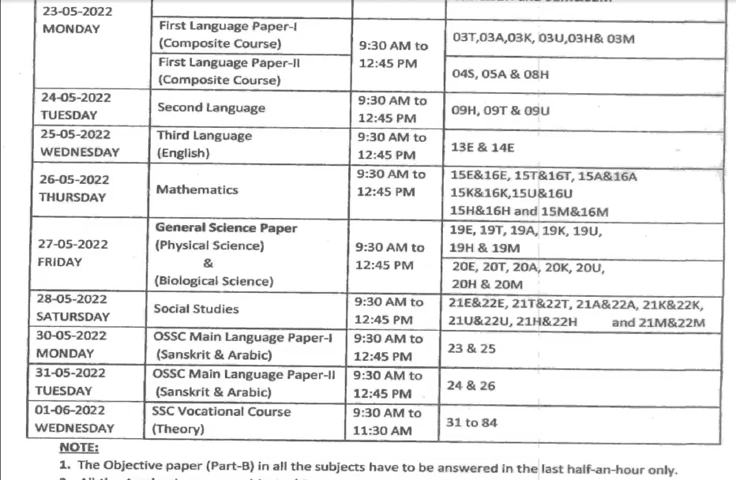 23-05-2022
MONDAY
First Language Paper-I
(Composite Course)
9:30 AM to
12:45 PM
03T,03A,03K, 03U,03H& 03M
First Language Paper-II
(Composite Course)
04S, 05A & 08H
24-05-2022
TUESDAY
Second Language
9:30 AM to
12:45 PM
09H, 09T & 09U
25-05-2022
WEDNESDAY
Third Language
(English)
9:30 AM to
12:45 PM
13E & 14E
26-05-2022
THURSDAY
Mathematics
9:30 AM to
12:45 PM
15E&16E, 15T&16T, 15A&16A
15K&16K,15U&16U
15H&16H and 15M&16M
27-05-2022
FRIDAY
General Science Paper
(Physical Science)
&
(Biological Science)
9:30 AM to
12:45 PM
19E, 19T, 19A, 19K, 19U,
19H & 19M
20E, 20T, 20A, 20K, 20U,
20H & 20M
28-05-2022
SATURSDAY
Social Studies
9:30 AM to
12:45 PM
21E&22E, 21T&22T, 21A&22A, 21K&22K,
21U&22U, 21H&22H and 21M&22M
30-05-2022
MONDAY
OSSC Main Language Paper-I
(Sanskrit & Arabic)
9:30 AM to
12:45 PM
23 & 25
31-05-2022
TUESDAY
OSSC Main Language Paper-II
(Sanskrit & Arabic)
9:30 AM to
12:45 PM
24 & 26
01-06-2022
WEDNESDAY
SSC Vocational Course
(Theory)
9:30 AM to
11:30 AM
31 to 84
NOTE:
1. The Objective paper (Part-B) in all the subjects have to be answered in the last half-an-hour only.